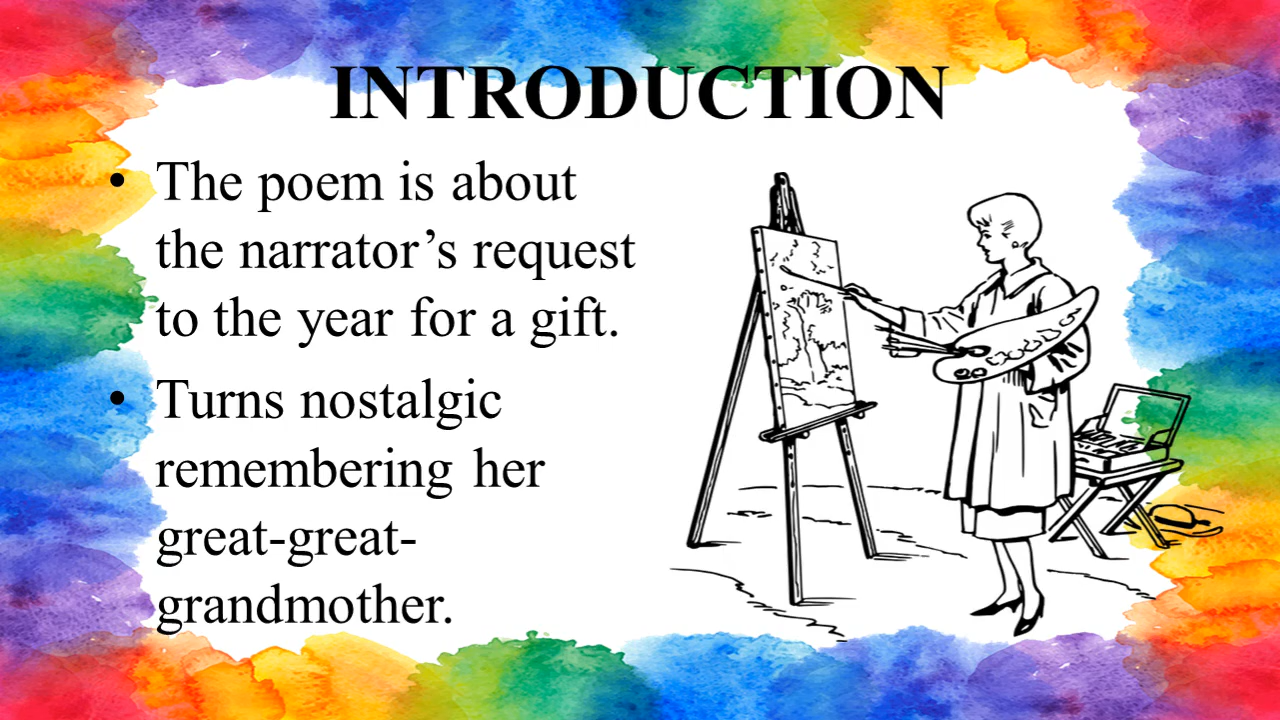 INTRODUCTION
• The poem is about
the narrator’s request
to the year for a gift.
• Turns nostalgic
remembering her
great-great-
grandmother.